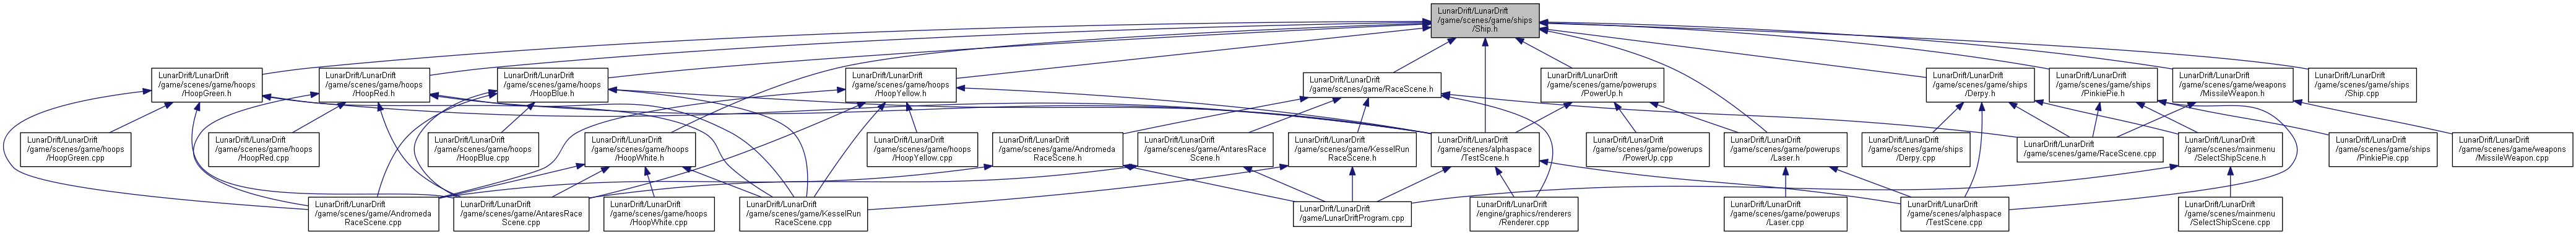 LunarDrift/LunarDrift
/game/scenes/game/ships
/Ship.h
LunarDrift/LunarDrift
/game/scenes/game/hoops
/HoopGreen.h
LunarDrift/LunarDrift
/game/scenes/game/hoops
/HoopRed.h
LunarDrift/LunarDrift
/game/scenes/game/hoops
/HoopBlue.h
LunarDrift/LunarDrift
/game/scenes/game/hoops
/HoopYellow.h
LunarDrift/LunarDrift
/game/scenes/game/RaceScene.h
LunarDrift/LunarDrift
/game/scenes/game/powerups
/PowerUp.h
LunarDrift/LunarDrift
/game/scenes/game/ships
/Derpy.h
LunarDrift/LunarDrift
/game/scenes/game/ships
/PinkiePie.h
LunarDrift/LunarDrift
/game/scenes/game/weapons
/MissileWeapon.h
LunarDrift/LunarDrift
/game/scenes/game/ships
/Ship.cpp
LunarDrift/LunarDrift
/game/scenes/game/hoops
/HoopGreen.cpp
LunarDrift/LunarDrift
/game/scenes/game/hoops
/HoopRed.cpp
LunarDrift/LunarDrift
/game/scenes/game/hoops
/HoopBlue.cpp
LunarDrift/LunarDrift
/game/scenes/game/hoops
/HoopWhite.h
LunarDrift/LunarDrift
/game/scenes/game/hoops
/HoopYellow.cpp
LunarDrift/LunarDrift
/game/scenes/game/Andromeda
RaceScene.h
LunarDrift/LunarDrift
/game/scenes/game/AntaresRace
Scene.h
LunarDrift/LunarDrift
/game/scenes/game/KesselRun
RaceScene.h
LunarDrift/LunarDrift
/game/scenes/alphaspace
/TestScene.h
LunarDrift/LunarDrift
/game/scenes/game/powerups
/PowerUp.cpp
LunarDrift/LunarDrift
/game/scenes/game/powerups
/Laser.h
LunarDrift/LunarDrift
/game/scenes/game/ships
/Derpy.cpp
LunarDrift/LunarDrift
/game/scenes/game/RaceScene.cpp
LunarDrift/LunarDrift
/game/scenes/mainmenu
/SelectShipScene.h
LunarDrift/LunarDrift
/game/scenes/game/ships
/PinkiePie.cpp
LunarDrift/LunarDrift
/game/scenes/game/weapons
/MissileWeapon.cpp
LunarDrift/LunarDrift
/game/scenes/game/Andromeda
RaceScene.cpp
LunarDrift/LunarDrift
/game/scenes/game/AntaresRace
Scene.cpp
LunarDrift/LunarDrift
/game/scenes/game/hoops
/HoopWhite.cpp
LunarDrift/LunarDrift
/game/scenes/game/KesselRun
RaceScene.cpp
LunarDrift/LunarDrift
/game/LunarDriftProgram.cpp
LunarDrift/LunarDrift
/engine/graphics/renderers
/Renderer.cpp
LunarDrift/LunarDrift
/game/scenes/game/powerups
/Laser.cpp
LunarDrift/LunarDrift
/game/scenes/alphaspace
/TestScene.cpp
LunarDrift/LunarDrift
/game/scenes/mainmenu
/SelectShipScene.cpp